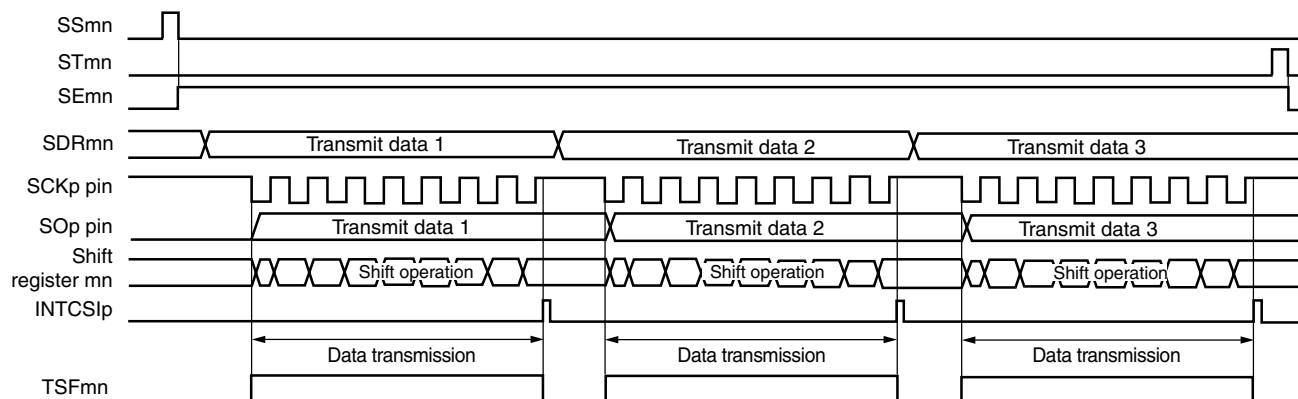 SSmn
STmn
SEmn
SDRmn Transmit data 1 Transmit data 2 Transmit data 3
SCKp pin
SOp pin Transmit data 1 Transmit data 2 Transmit data 3
Shift
register mn Shift operation Shift operation Shift operation
INTCSIp
Data transmission Data transmission Data transmission
TSFmn